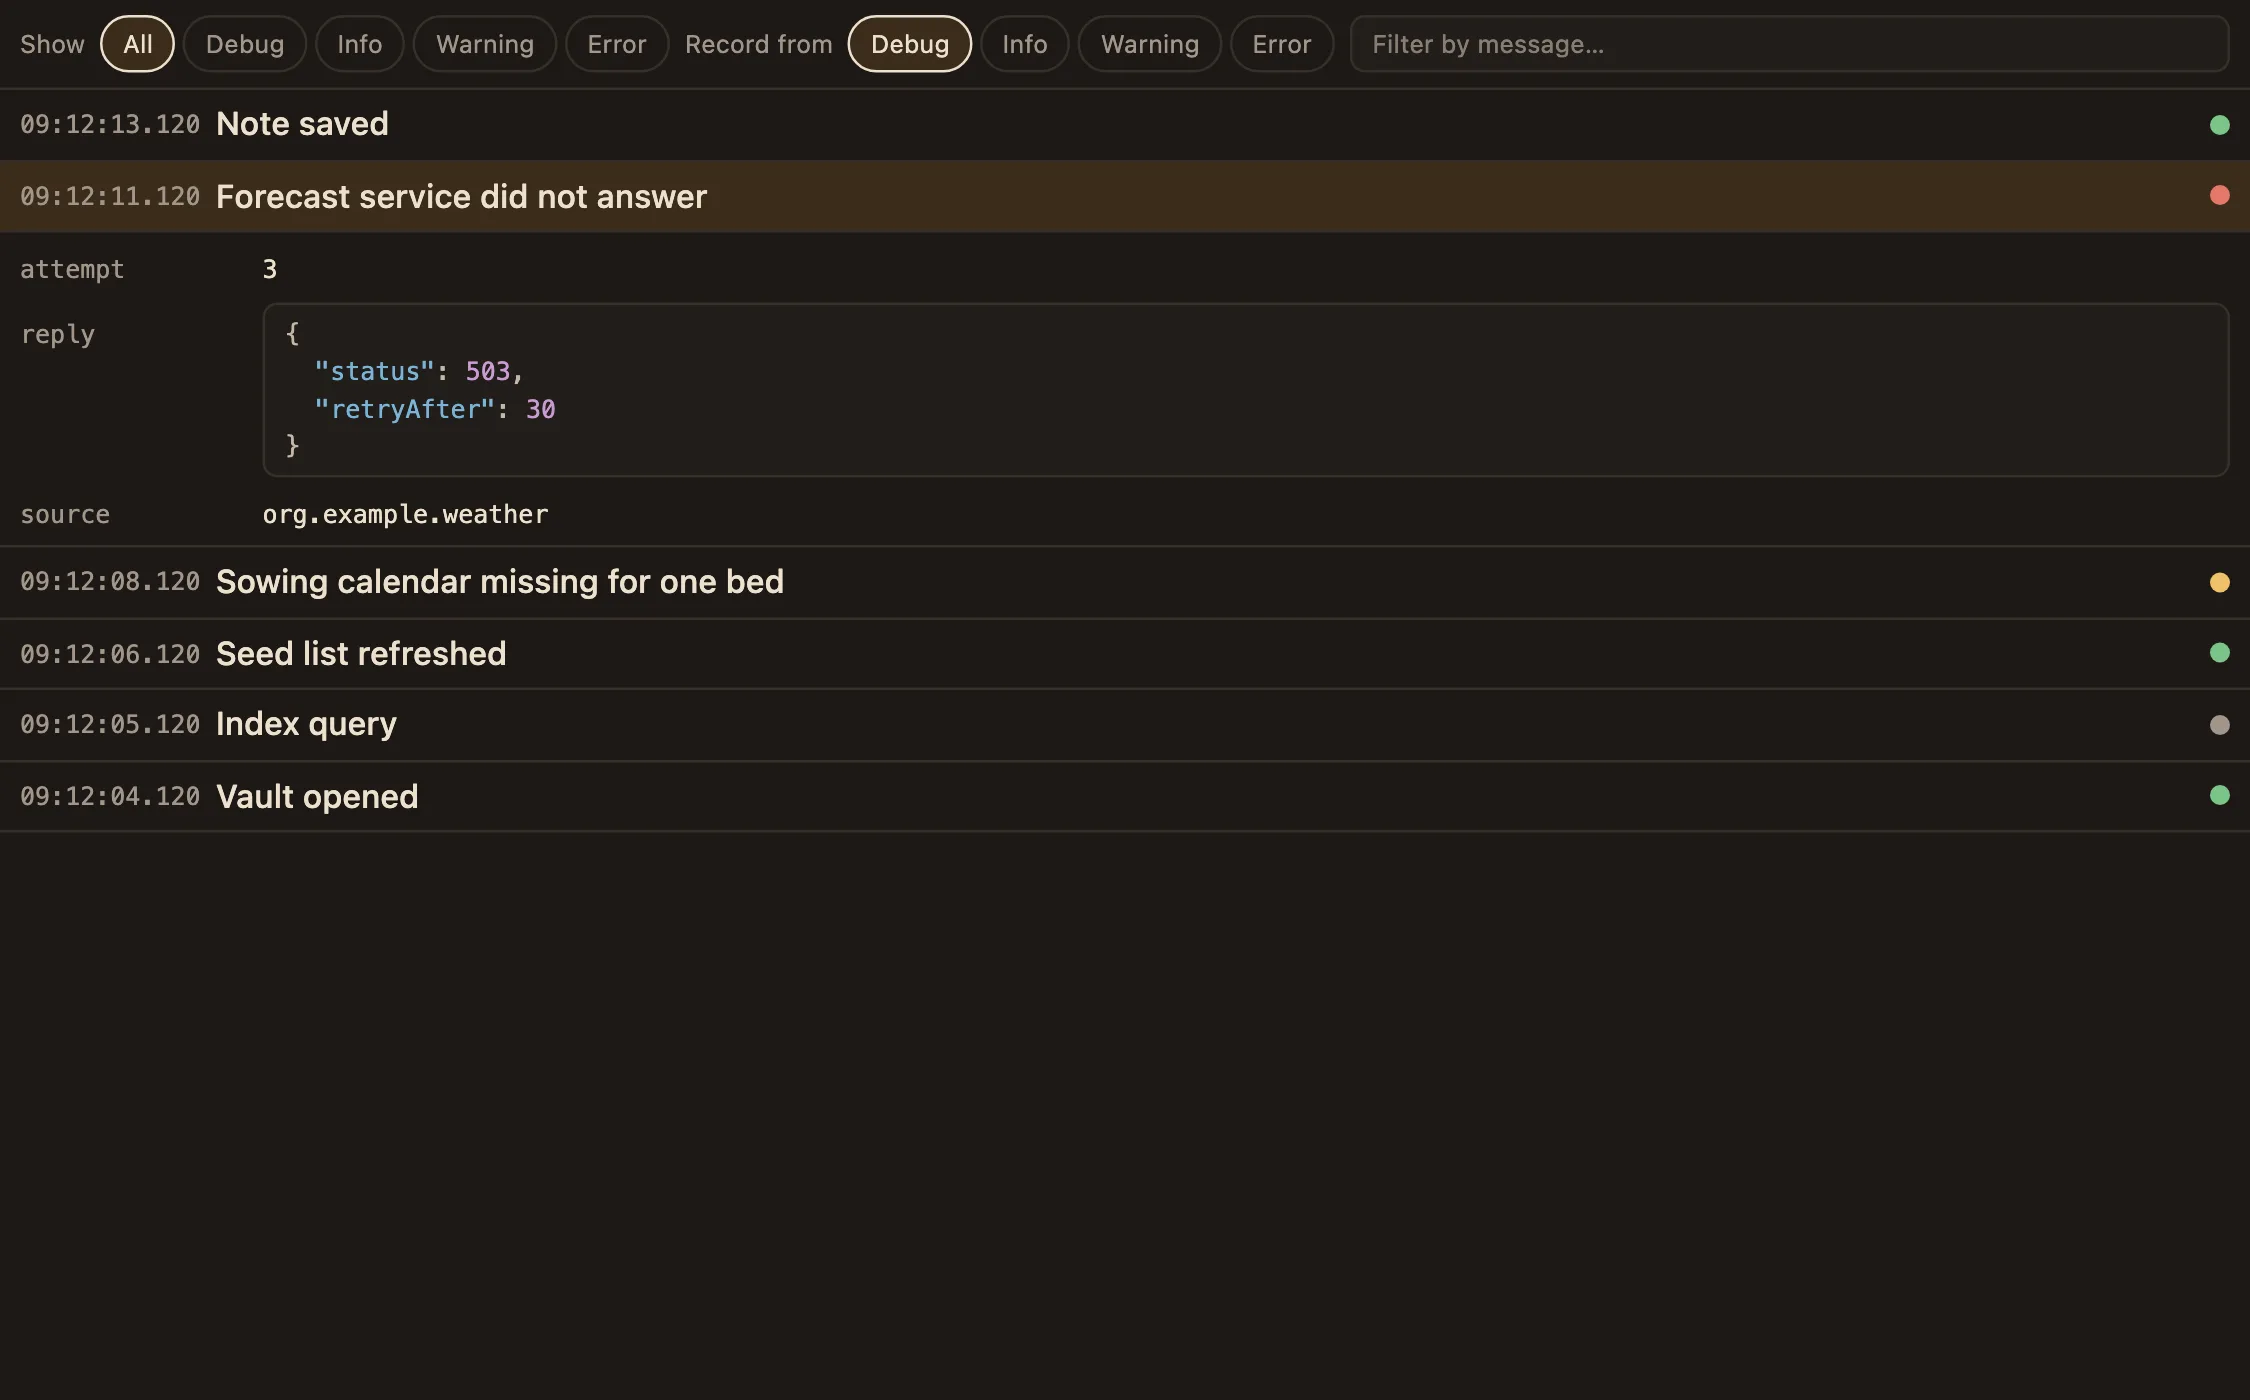 Show All Debug Info Warning Error Record from Debug Info Warning Error Filter by message...
09:12:13.120 Note saved
09:12:11.120 Forecast service did not answer
attempt 3
reply {
"status": 503,
"retryAfter": 30
}
source org.example.weather
09:12:08.120 Sowing calendar missing for one bed
09:12:06.120 Seed list refreshed
09:12:05.120 Index query
09:12:04.120 Vault opened